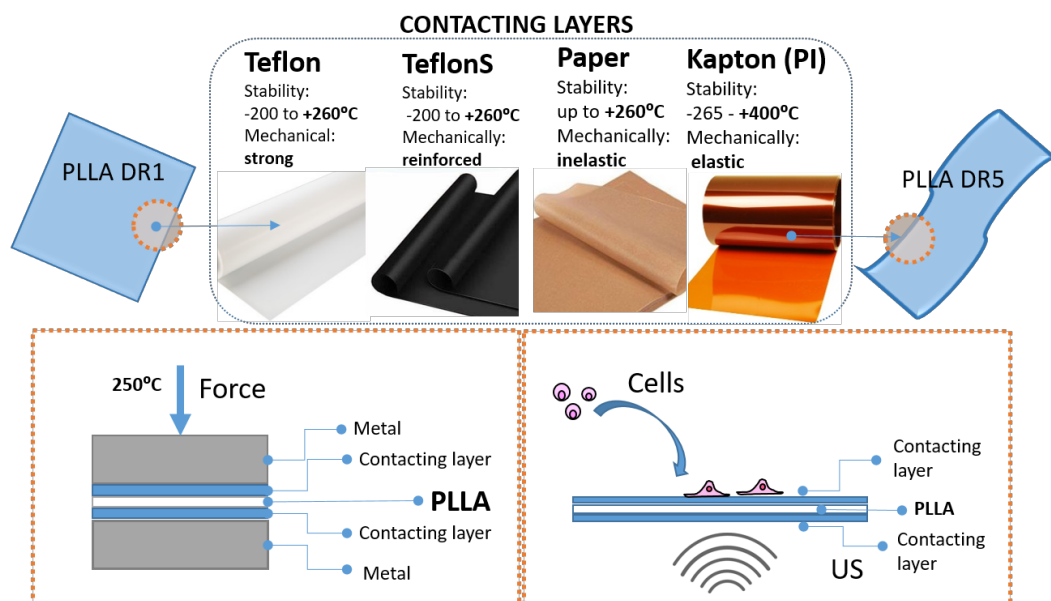 CONTACTING LAYERS
Teflon
Stability:
-200 to +260ºC
Mechanical:
strong
TeflonS
Stability:
-200 to +260ºC
Mechanically:
reinforced
Paper
Stability:
up to +260ºC
Mechanically:
inelastic
Kapton (PI)
Stability:
-265 - +400ºC
Mechanically:
elastic
PLLA DR1
PLLA DR5
250ºC
Force
Metal
Contacting layer
PLLA
Contacting layer
Metal
Cells
Contacting
layer
PLLA
Contacting
layer
US